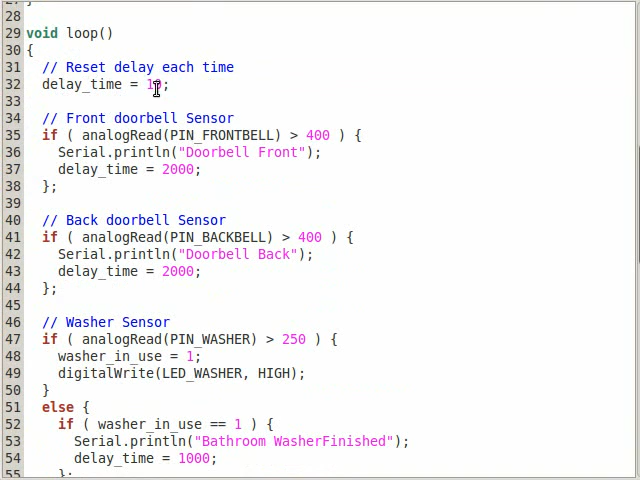 27 }
28
29 void loop()
30 {
31 // Reset delay each time
32 delay_time = 10;
33
34 // Front doorbell Sensor
35 if ( analogRead(PIN_FRONTBELL) > 400 ) {
36 Serial.println("Doorbell Front");
37 delay_time = 2000;
38 };
39
40 // Back doorbell Sensor
41 if ( analogRead(PIN_BACKBELL) > 400 ) {
42 Serial.println("Doorbell Back");
43 delay_time = 2000;
44 };
45
46 // Washer Sensor
47 if ( analogRead(PIN_WASHER) > 250 ) {
48 washer_in_use = 1;
49 digitalWrite(LED_WASHER, HIGH);
50 }
51 else {
52 if ( washer_in_use == 1 ) {
53 Serial.println("Bathroom WasherFinished");
54 delay_time = 1000;
55 };